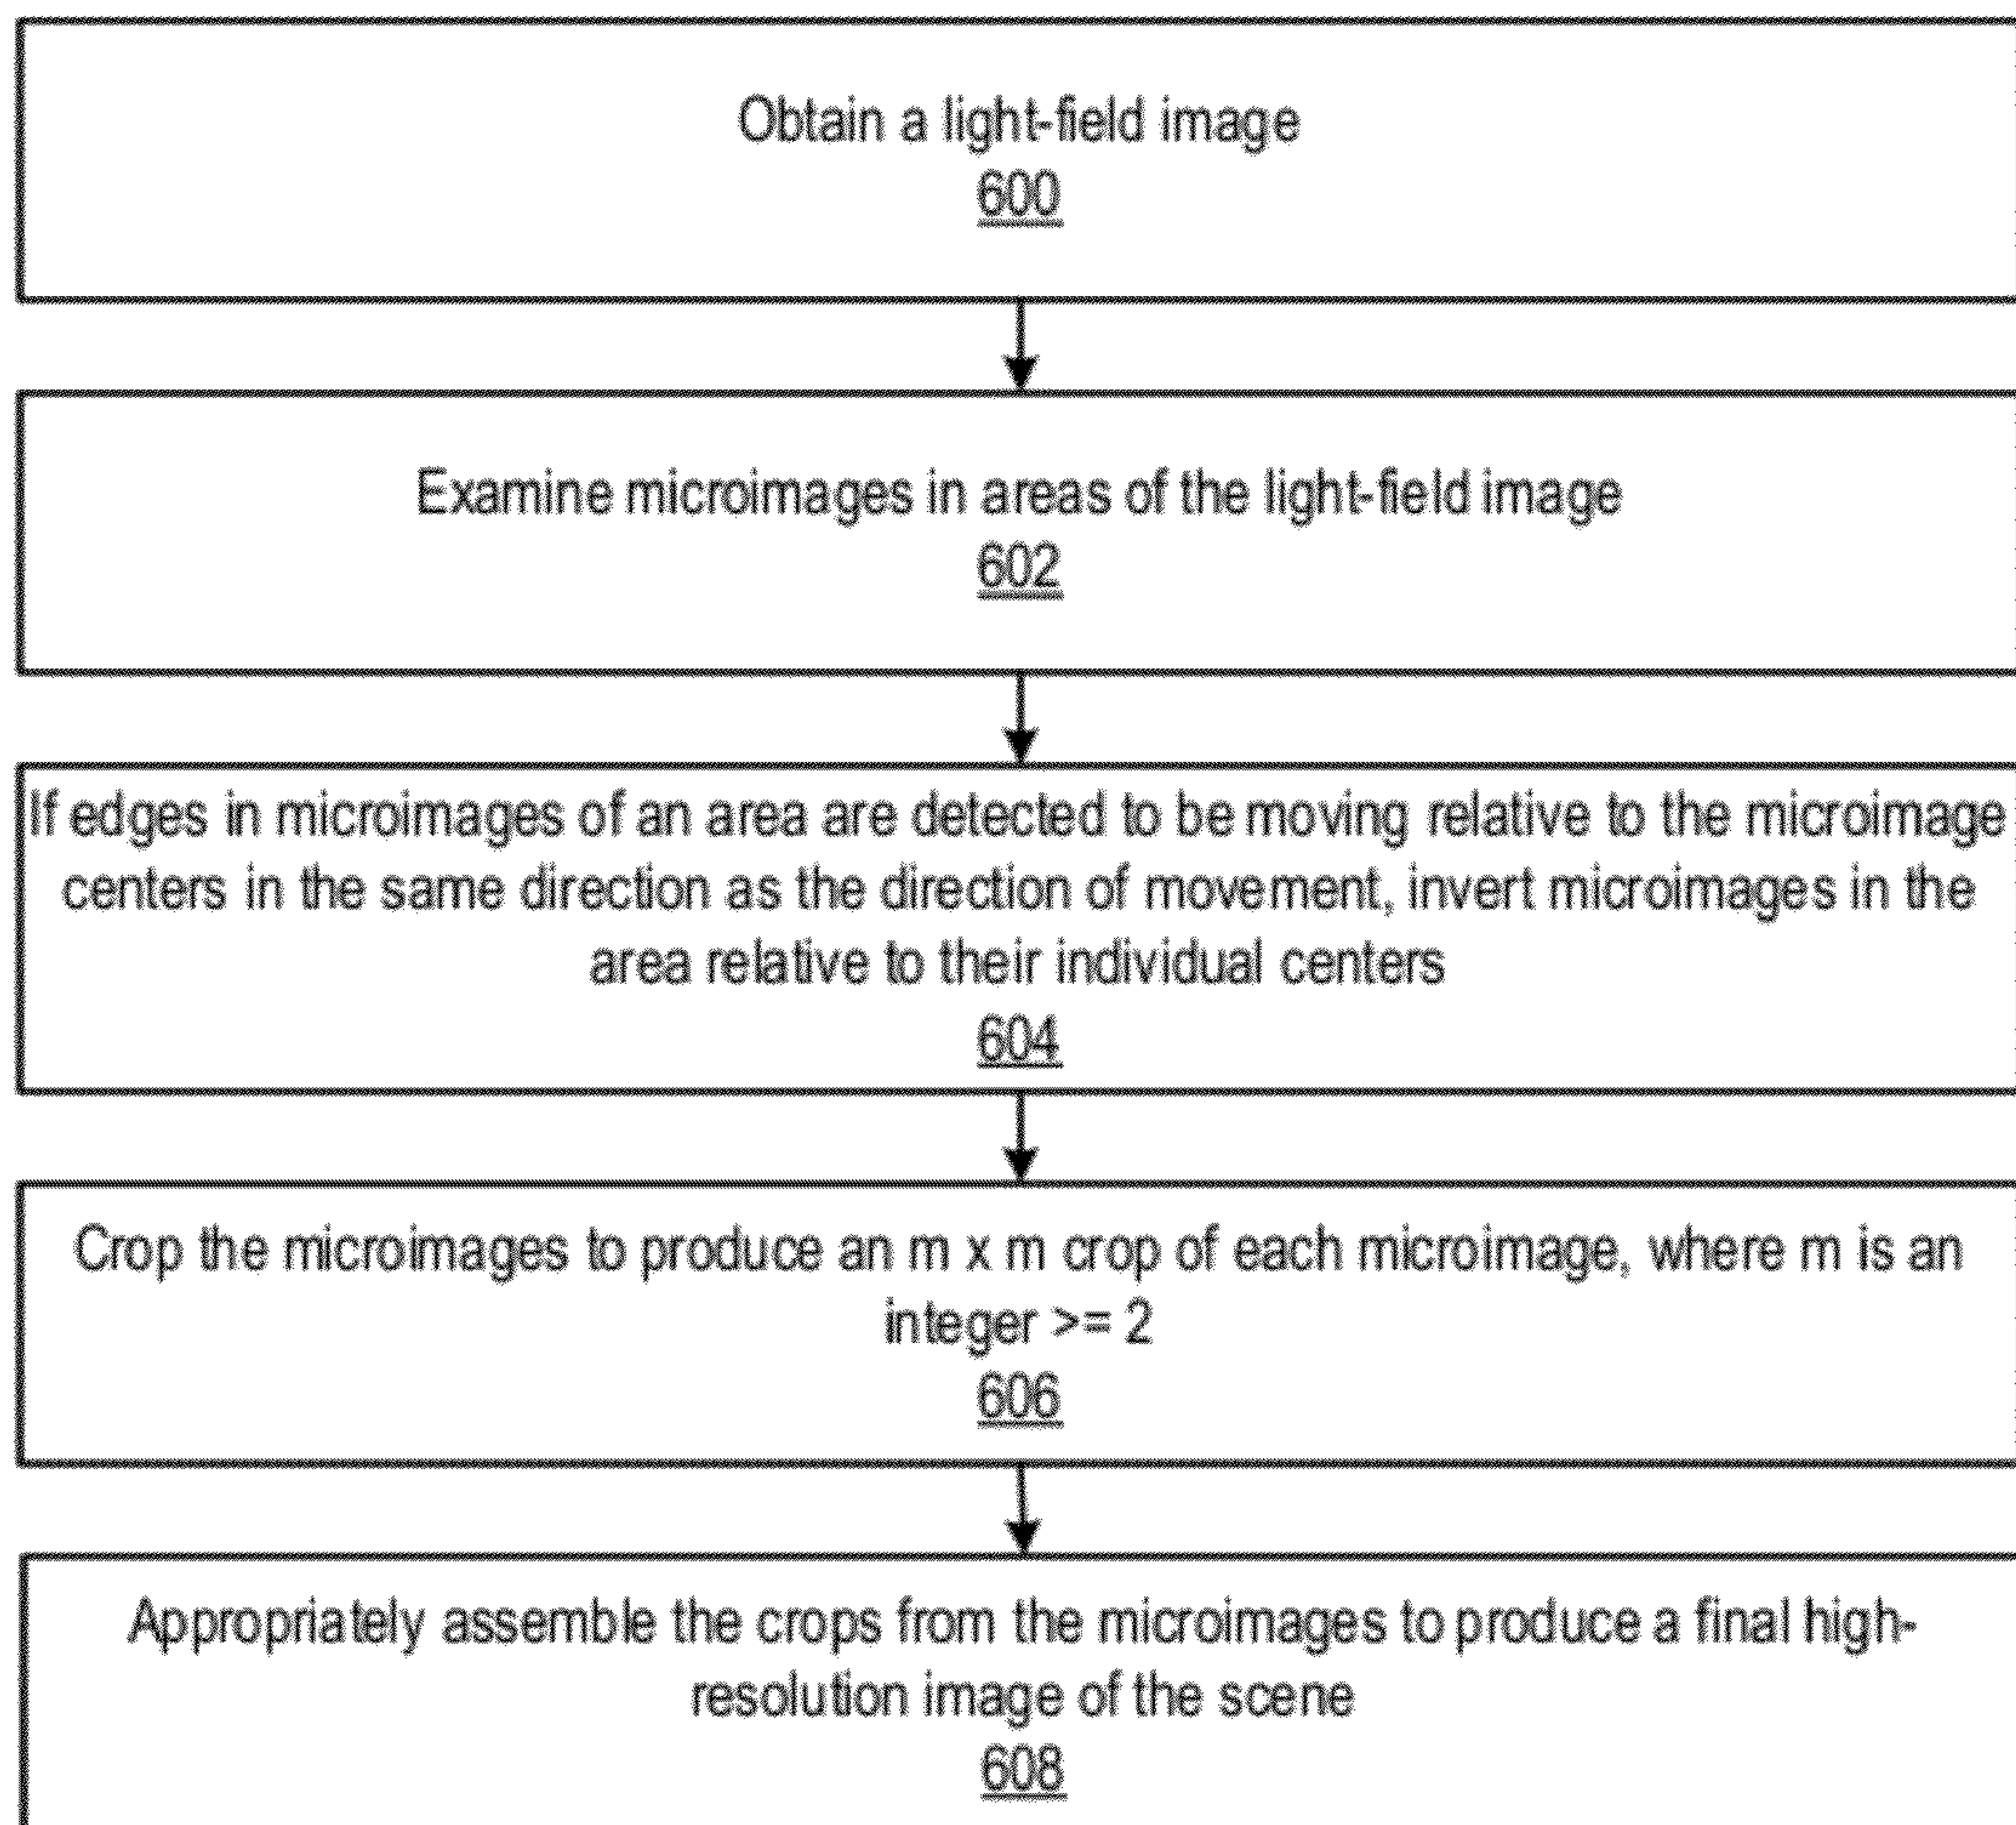 Obtain a light-field image
600
Examine microimages in areas of the light-field image
602
If edges in microimages of an area are detected to be moving relative to the microimage
centers in the same direction as the direction of movement, invert microimages in the
area relative to their individual centers
604
Crop the microimages to produce an m x m crop of each microimage, where m is an
integer >= 2
606
Appropriately assemble the crops from the microimages to produce a final high-
resolution image of the scene
608